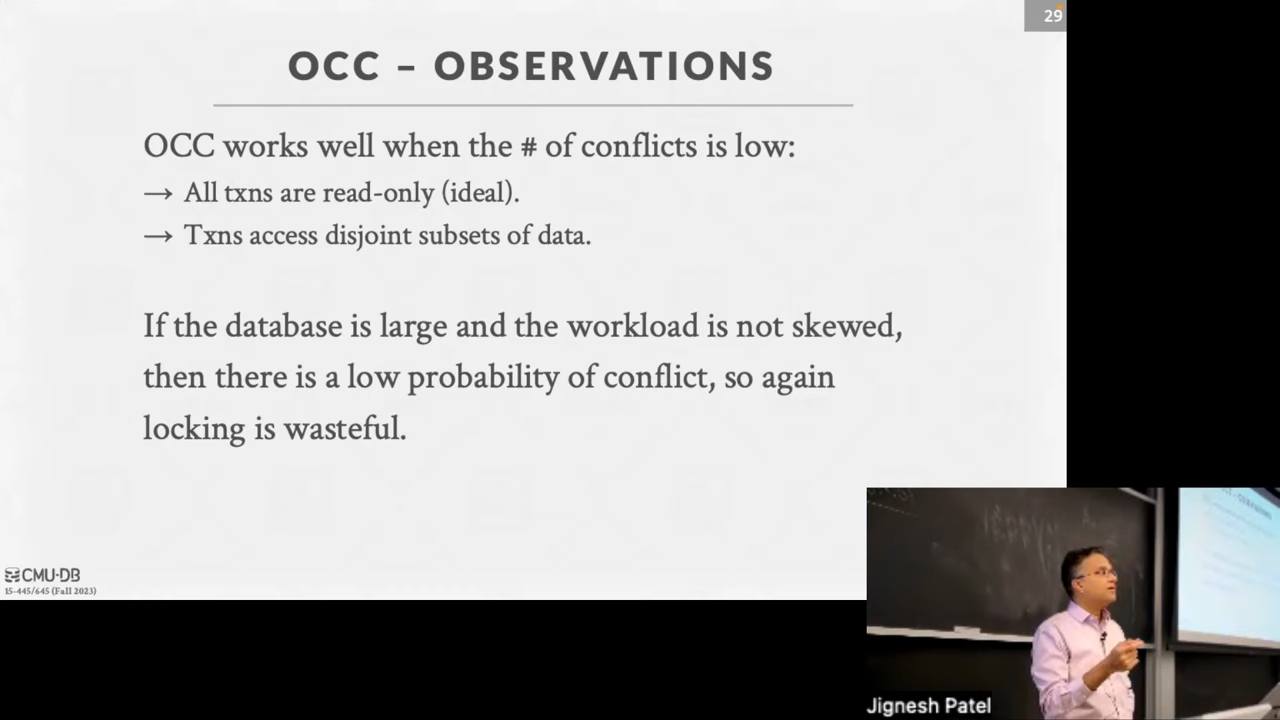 29
OCC – OBSERVATIONS
OCC works well when the # of conflicts is low:
→ All txns are read-only (ideal).
→ Txns access disjoint subsets of data.
If the database is large and the workload is not skewed,
then there is a low probability of conflict, so again
locking is wasteful.
CMU·DB
15-445/645 (Fall 2023)
Jignesh Patel